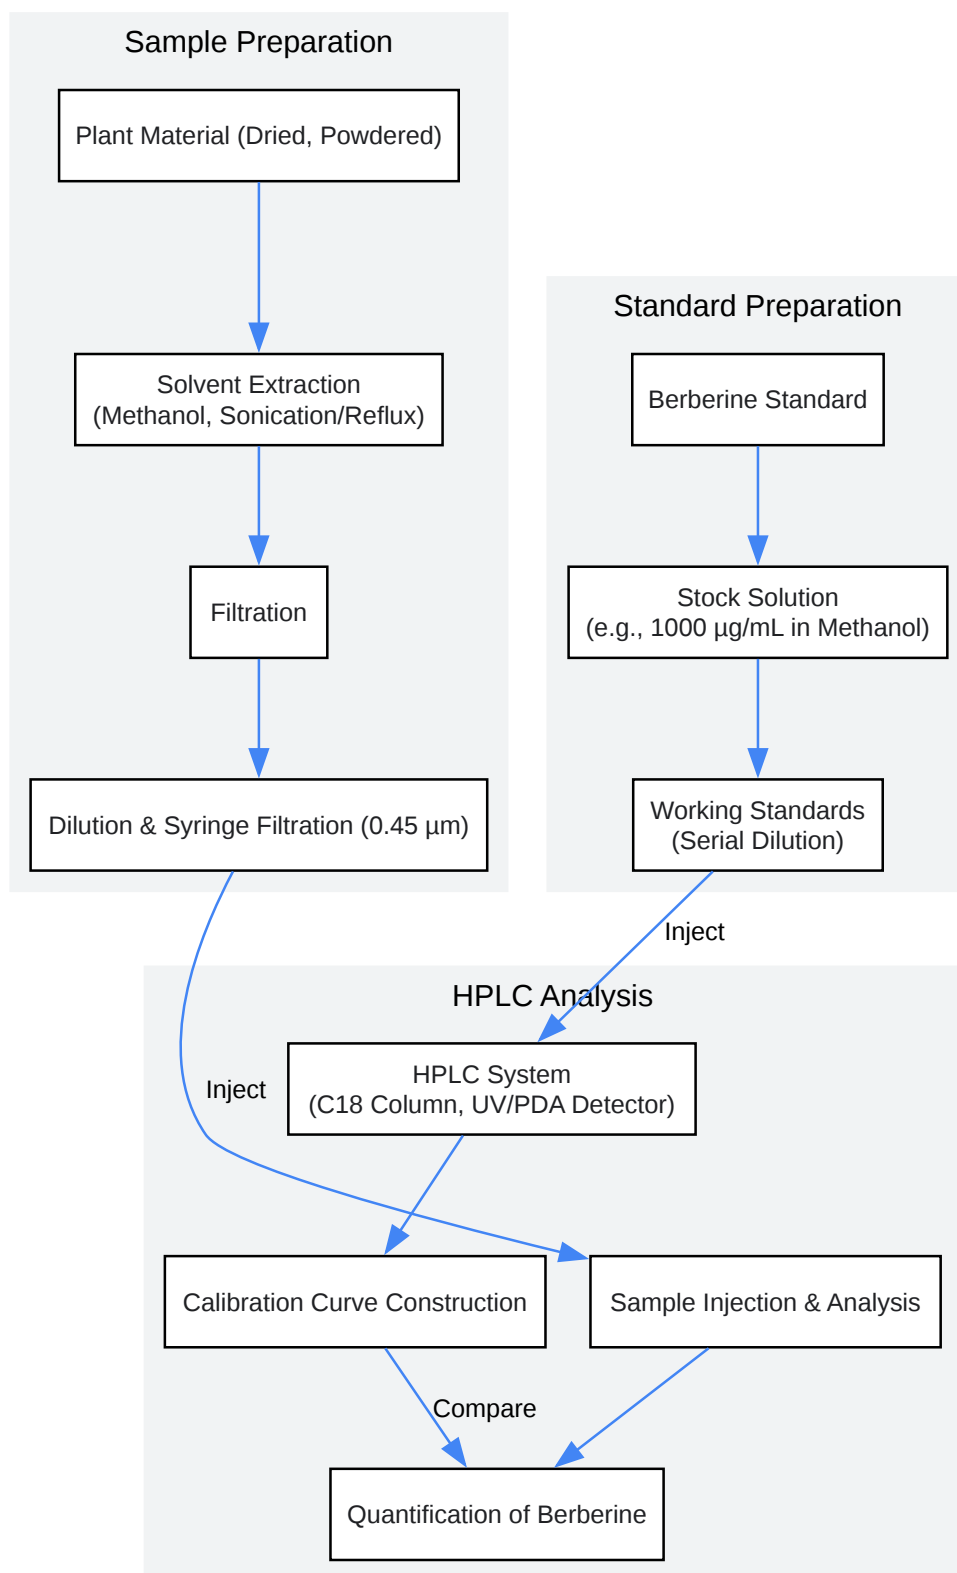 Sample Preparation
Plant Material (Dried, Powdered)
Solvent Extraction
(Methanol, Sonication/Reflux)
Filtration
Dilution & Syringe Filtration (0.45 µm)
Standard Preparation
Berberine Standard
Stock Solution
(e.g., 1000 µg/mL in Methanol)
Working Standards
(Serial Dilution)
Inject
Inject
HPLC Analysis
HPLC System
(C18 Column, UV/PDA Detector)
Calibration Curve Construction
Sample Injection & Analysis
Compare
Quantification of Berberine